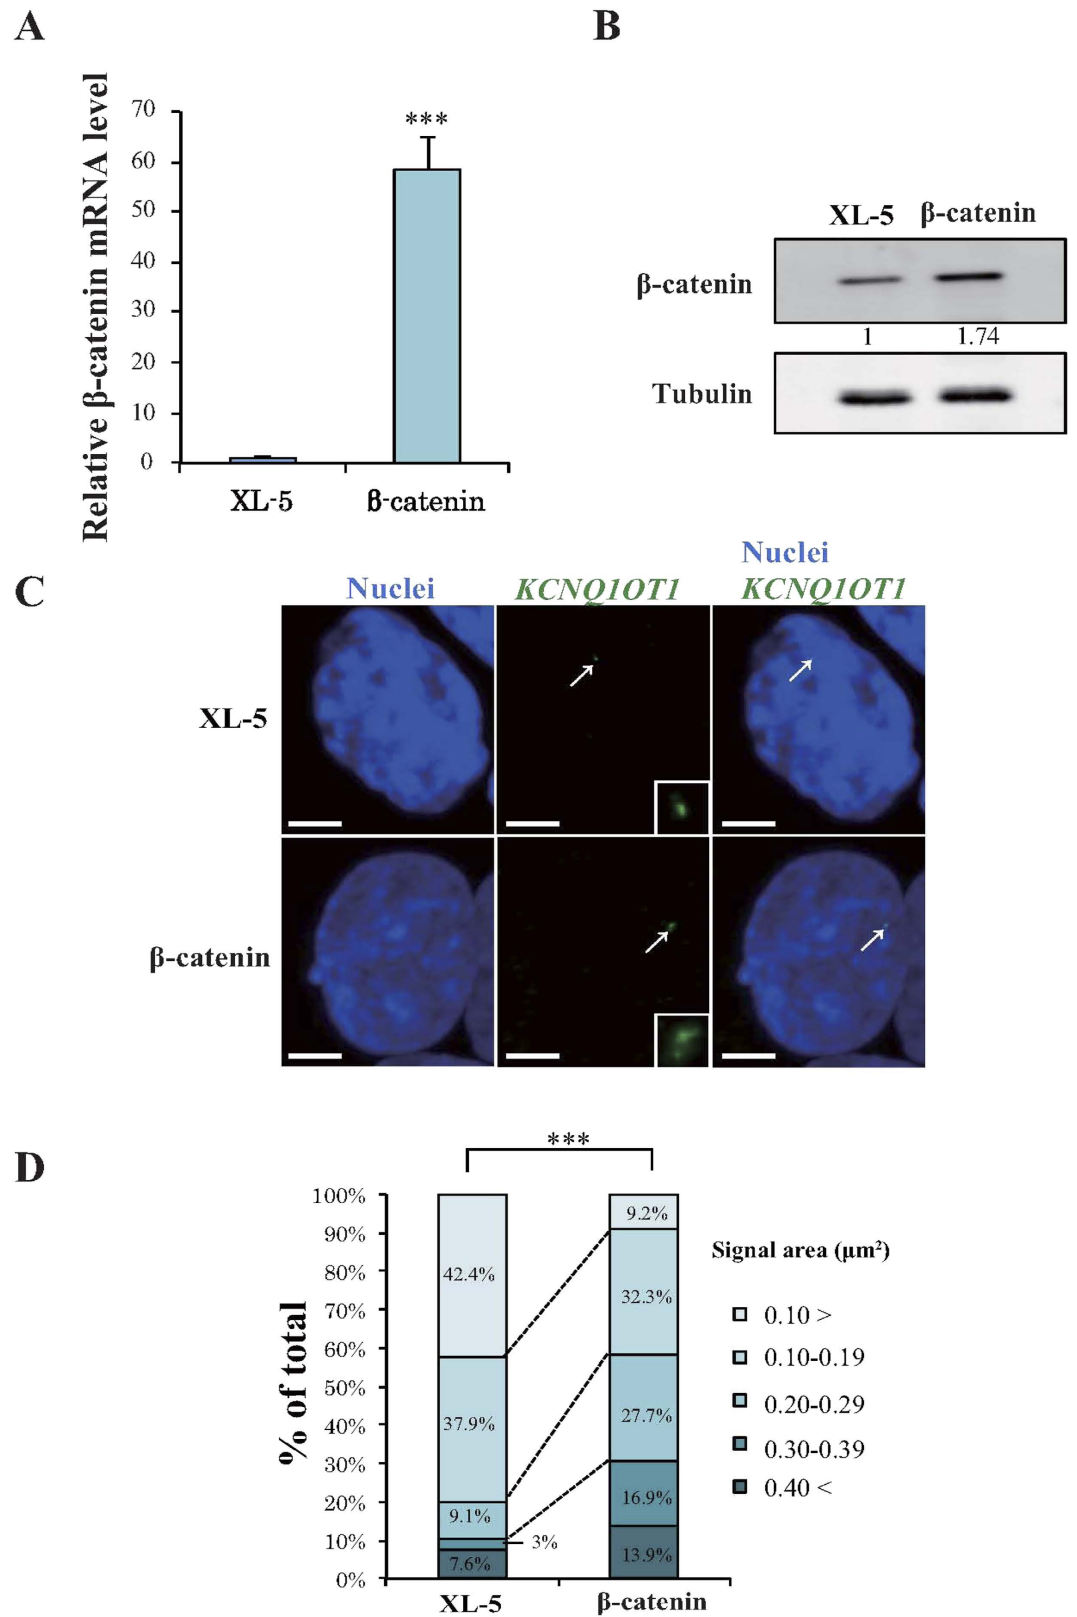 A
Relative β-catenin mRNA level
70
60
50
40
30
20
10
0
***
XL-5
β-catenin
B
XL-5 β-catenin
β-catenin
1 1.74
Tubulin
C
Nuclei
KCNQ1OT1
Nuclei
KCNQ1OT1
XL-5
β-catenin
D
***
% of total
100%
90%
80%
70%
60%
50%
40%
30%
20%
10%
0%
42.4%
37.9%
9.1%
3%
7.6%
9.2%
32.3%
27.7%
16.9%
13.9%
XL-5
β-catenin
Signal area (μm²)
0.10 >
0.10-0.19
0.20-0.29
0.30-0.39
0.40 <